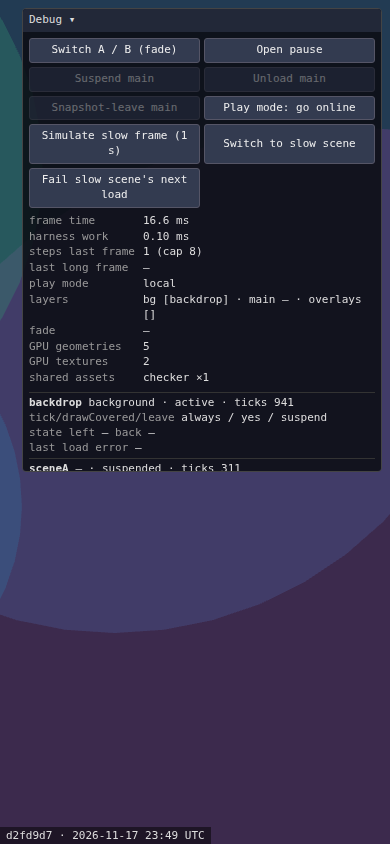 Debug ▾
Switch A / B (fade)
Open pause
Suspend main
Unload main
Snapshot-leave main
Play mode: go online
Simulate slow frame (1
s)
Switch to slow scene
Fail slow scene's next
load
frame time 16.6 ms
harness work 0.10 ms
steps last frame 1 (cap 8)
last long frame —
play mode local
layers bg [backdrop] · main — · overlays
[]
fade —
GPU geometries 5
GPU textures 2
shared assets checker ×1
backdrop background · active · ticks 941
tick/drawCovered/leave always / yes / suspend
state left — back —
last load error —
sceneA — · suspended · ticks 311
d2fd9d7 · 2026-11-17 23:49 UTC